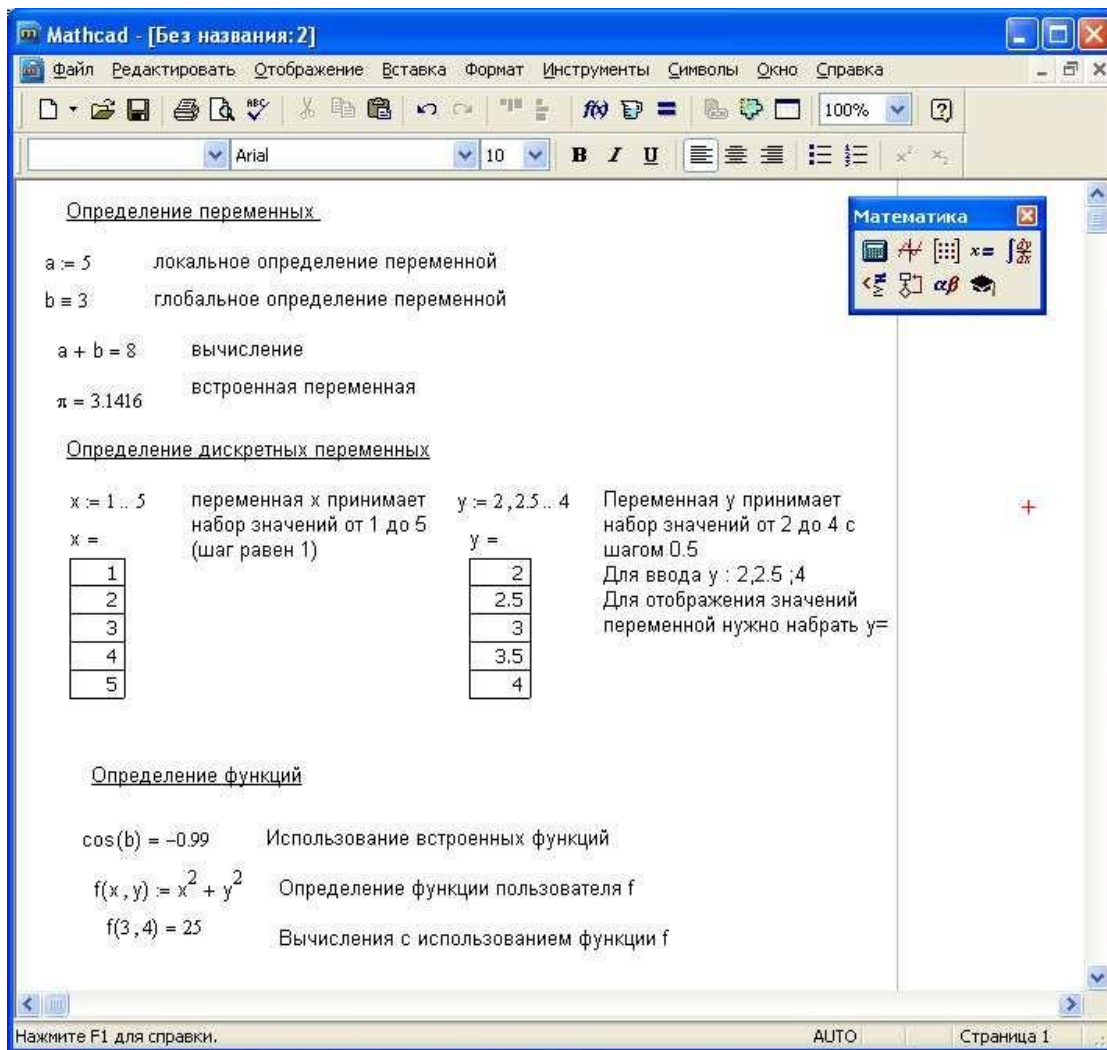 Mathcad - [Без названия:2]
Файл Редактировать Отображение Вставка Формат Инструменты Символы Окно Справка
100%
Arial 10 B I U
Определение переменных
Математика
a := 5 локальное определение переменной
b ≡ 3 глобальное определение переменной
a + b = 8 вычисление
π = 3.1416 встроенная переменная
Определение дискретных переменных
x := 1 .. 5
x =
1
2
3
4
5
переменная x принимает
набор значений от 1 до 5
(шаг равен 1)
y := 2 , 2.5 .. 4
y =
2
2.5
3
3.5
4
Переменная y принимает
набор значений от 2 до 4 с
шагом 0.5
Для ввода y : 2,2.5 ;4
Для отображения значений
переменной нужно набрать y=
Определение функций
cos(b) = −0.99 Использование встроенных функций
f(x , y) := x² + y² Определение функции пользователя f
f(3 , 4) = 25 Вычисления с использованием функции f
Нажмите F1 для справки. AUTO Страница 1